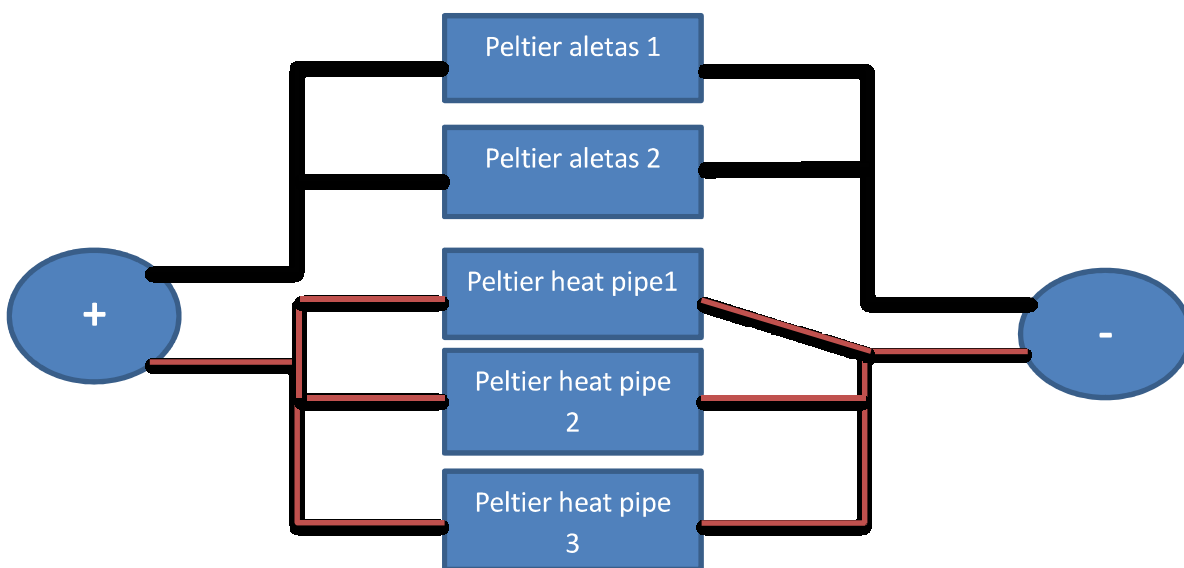 Peltier aletas 1
Peltier aletas 2
+
Peltier heat pipe1
-
Peltier heat pipe
2
Peltier heat pipe
3